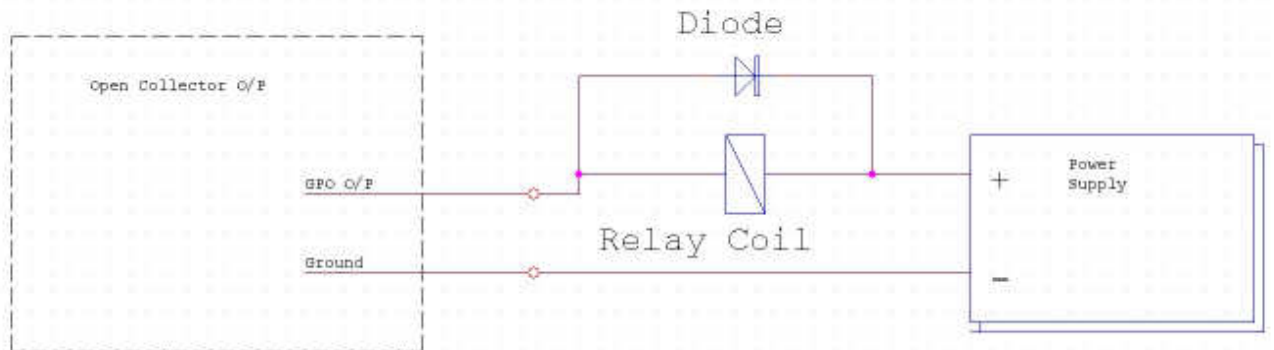 Diode
Open Collector O/P
GPO O/P
Ground
Relay Coil
+
Power
Supply
-